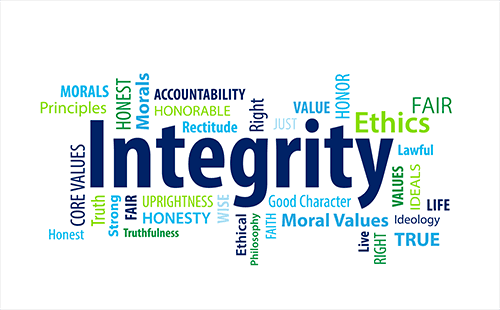 MORALS
Principles
HONEST
Morals
ACCOUNTABILITY
HONORABLE
Rectitude
Right
JUST
VALUE
HONOR
Ethics
FAIR
Lawful
Integrity
CORE VALUES
Truth
Strong
FAIR
UPRIGHTNESS
HONESTY
WISE
Honest
Truthfulness
Ethical
Philosophy
FAITH
Good Character
Moral Values
Live
RIGHT
VALUES
IDEALS
LIFE
Ideology
TRUE